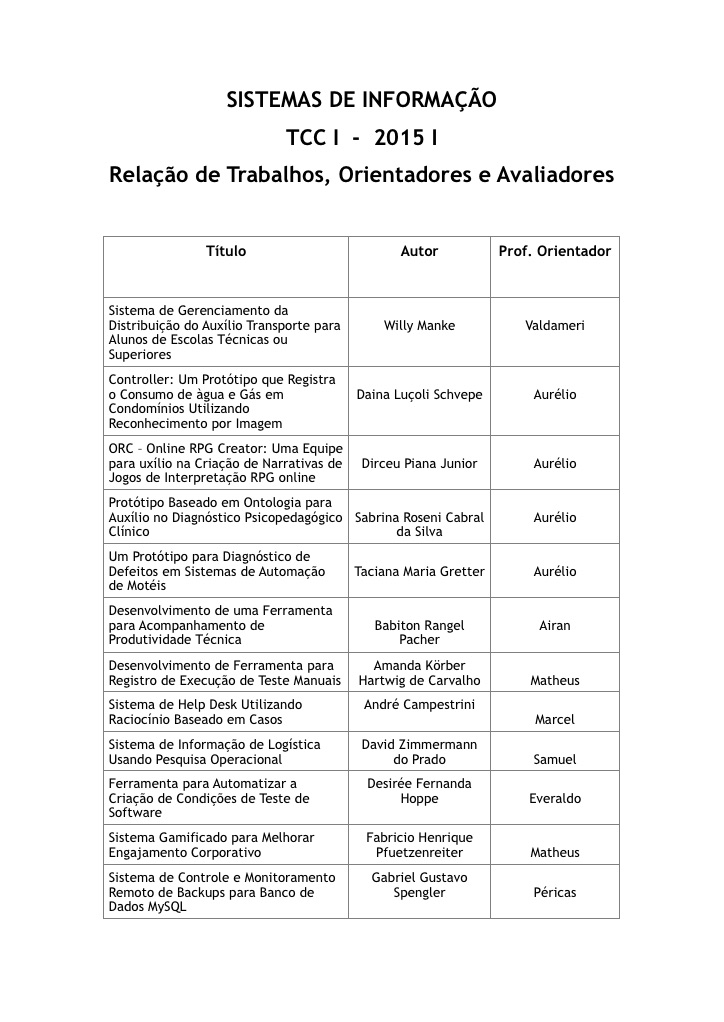 SISTEMAS DE INFORMAÇÃO
TCC I - 2015 I
Relação de Trabalhos, Orientadores e Avaliadores
Título
Autor
Prof. Orientador
Sistema de Gerenciamento da
Distribuição do Auxílio Transporte para
Alunos de Escolas Técnicas ou
Superiores
Willy Manke
Valdameri
Controller: Um Protótipo que Registra
o Consumo de àgua e Gás em
Condomínios Utilizando
Reconhecimento por Imagem
Daina Luçoli Schvepe
Aurélio
ORC – Online RPG Creator: Uma Equipe
para uxílio na Criação de Narrativas de
Jogos de Interpretação RPG online
Dirceu Piana Junior
Aurélio
Protótipo Baseado em Ontologia para
Auxílio no Diagnóstico Psicopedagógico
Clínico
Sabrina Roseni Cabral
da Silva
Aurélio
Um Protótipo para Diagnóstico de
Defeitos em Sistemas de Automação
de Motéis
Taciana Maria Gretter
Aurélio
Desenvolvimento de uma Ferramenta
para Acompanhamento de
Produtividade Técnica
Babiton Rangel
Pacher
Airan
Desenvolvimento de Ferramenta para
Registro de Execução de Teste Manuais
Amanda Körber
Hartwig de Carvalho
Matheus
Sistema de Help Desk Utilizando
Raciocínio Baseado em Casos
André Campestrini
Marcel
Sistema de Informação de Logística
Usando Pesquisa Operacional
David Zimmermann
do Prado
Samuel
Ferramenta para Automatizar a
Criação de Condições de Teste de
Software
Desirée Fernanda
Hoppe
Everaldo
Sistema Gamificado para Melhorar
Engajamento Corporativo
Fabricio Henrique
Pfuetzenreiter
Matheus
Sistema de Controle e Monitoramento
Remoto de Backups para Banco de
Dados MySQL
Gabriel Gustavo
Spengler
Péricas